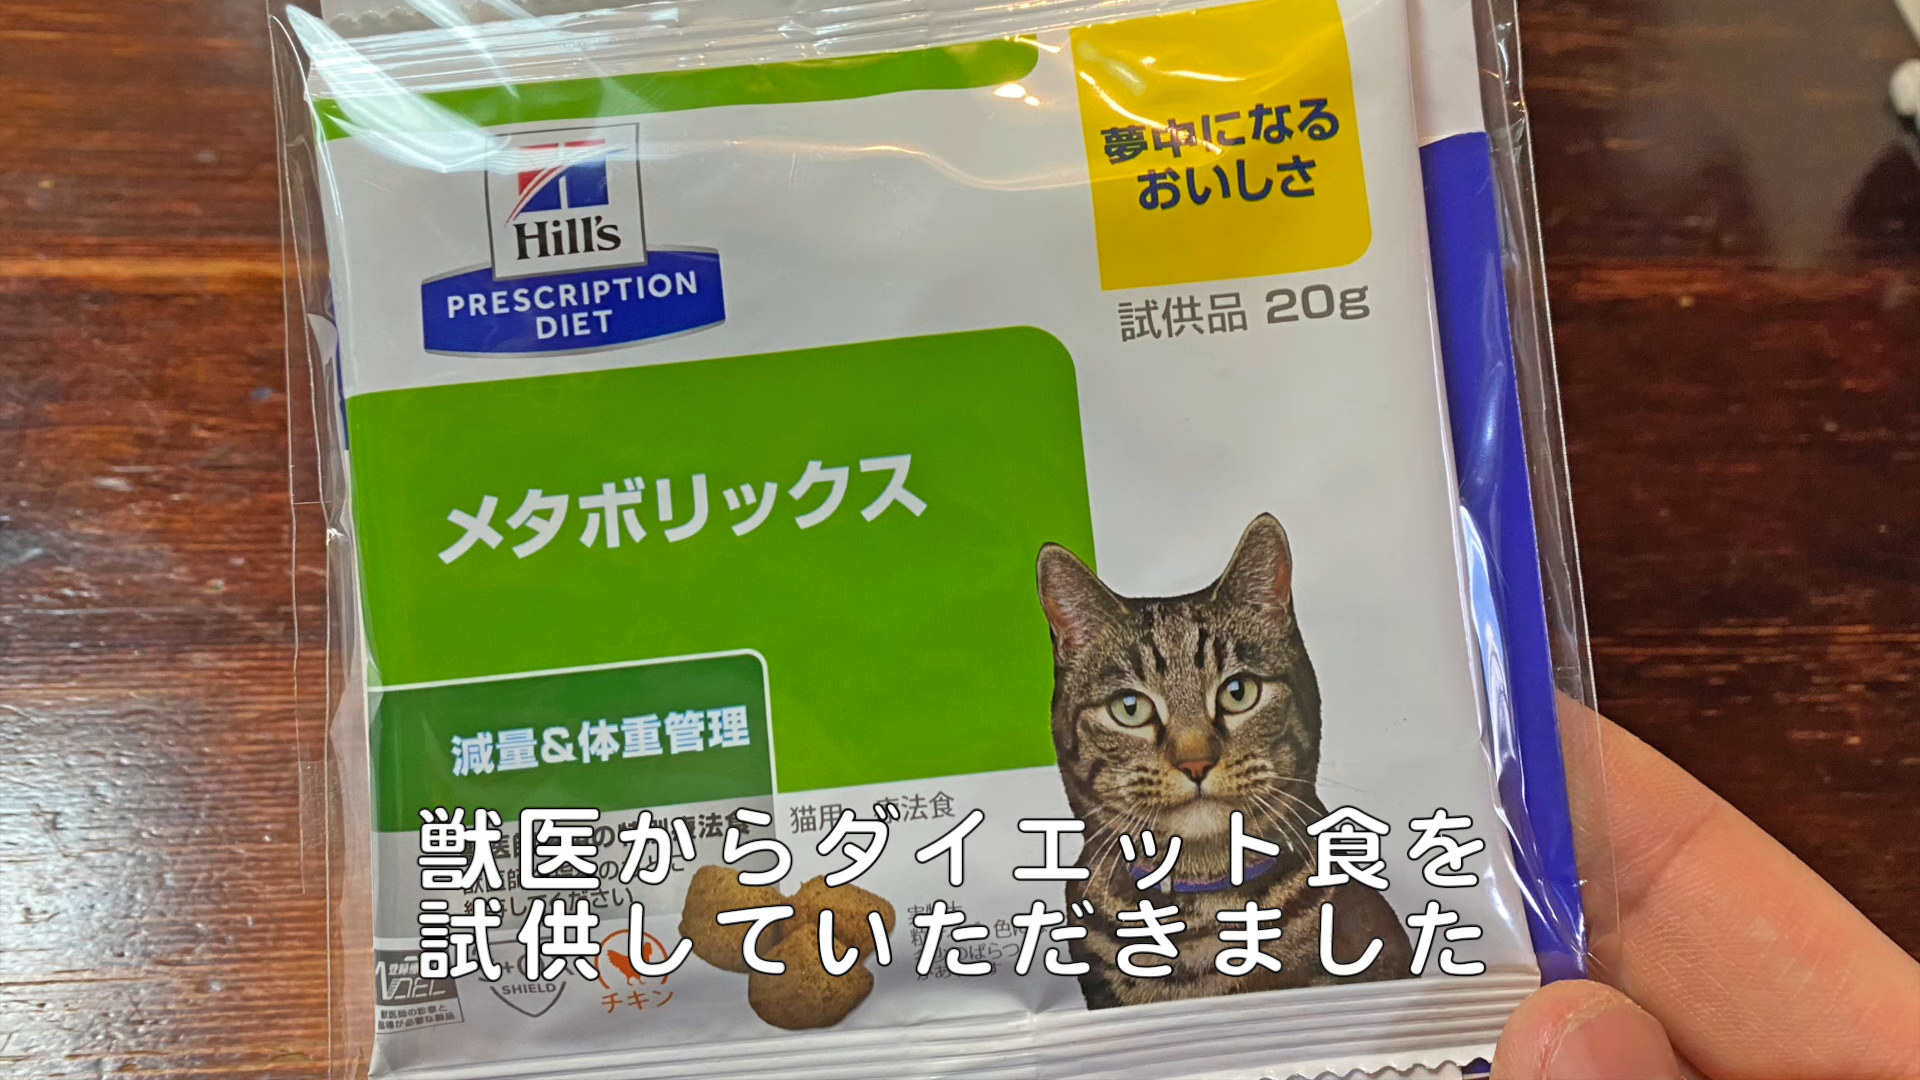 夢中になる
おいしさ
試供品 20g
Hill's
PRESCRIPTION
DIET
メタボリックス
減量&体重管理
猫用
法食
獣医からダイエット食を
試供していただきました
SHIELD
チキン